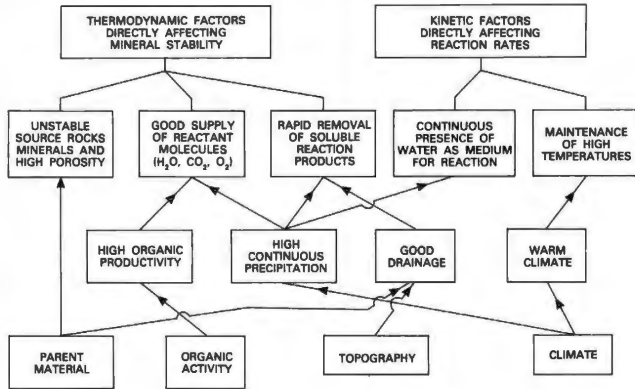 THERMODYNAMIC FACTORS
DIRECTLY AFFECTING
MINERAL STABILITY
KINETIC FACTORS
DIRECTLY AFFECTING
REACTION RATES
UNSTABLE
SOURCE ROCKS
MINERALS AND
HIGH POROSITY
GOOD SUPPLY
OF REACTANT
MOLECULES
(H₂O, CO₂, O₂)
RAPID REMOVAL
OF SOLUBLE
REACTION
PRODUCTS
CONTINUOUS
PRESENCE OF
WATER AS MEDIUM
FOR REACTION
MAINTENANCE
OF HIGH
TEMPERATURES
HIGH ORGANIC
PRODUCTIVITY
HIGH
CONTINUOUS
PRECIPITATION
GOOD
DRAINAGE
WARM
CLIMATE
PARENT
MATERIAL
ORGANIC
ACTIVITY
TOPOGRAPHY
CLIMATE